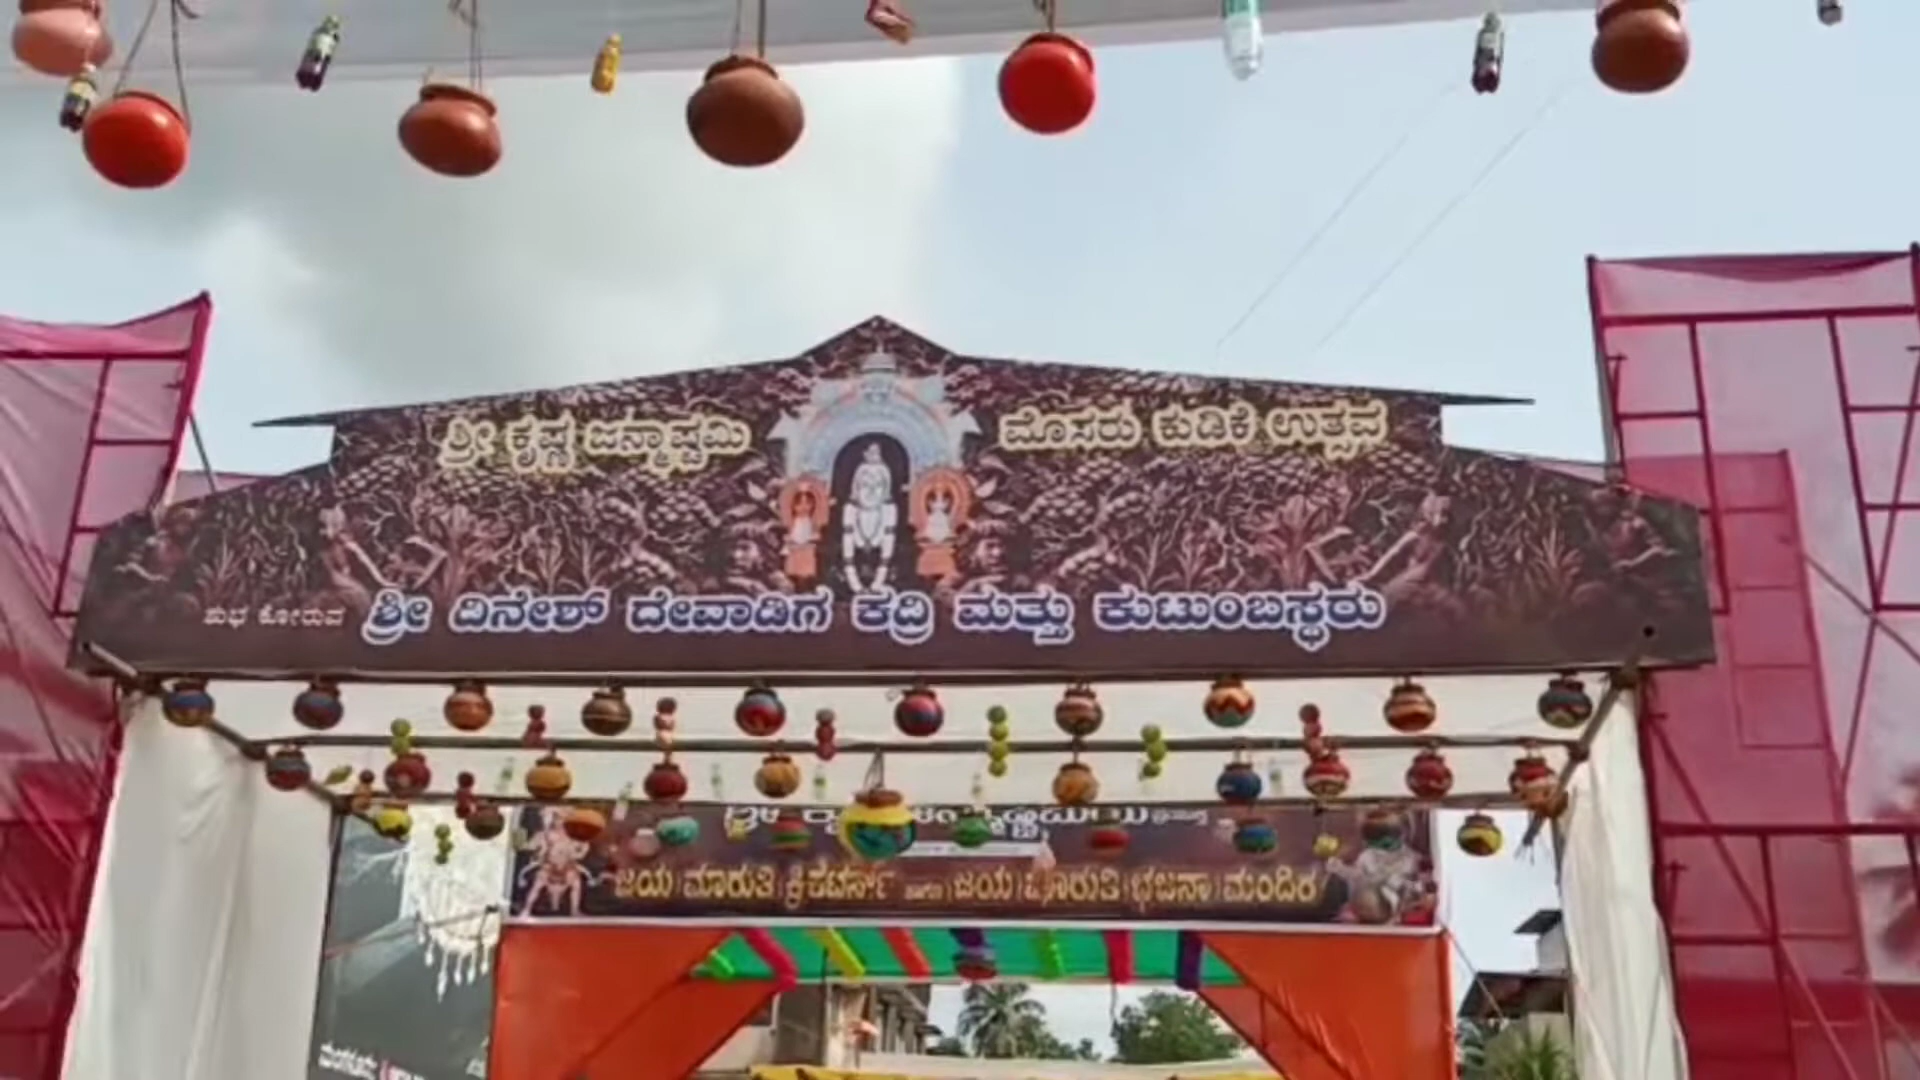 ಶ್ರೀ ಕೃಷ್ಣ ಜನ್ಮಾಷ್ಟಮಿ ಮೊಸರು ಕುಡಿಕೆ ಉತ್ಸವ
ಶುಭ ಕೋರುವ ಶ್ರೀ ದಿನೇಶ್ ದೇವಾಡಿಗ ಕದ್ರಿ ಮತ್ತು ಕುಟುಂಬಸ್ಥರು
ಜಯ ಮಾರುತಿ ಕ್ರಿಕೆಟರ್ಸ್ ಜಯ ಮಾರುತಿ ಭಜನಾ ಮಂದಿರ